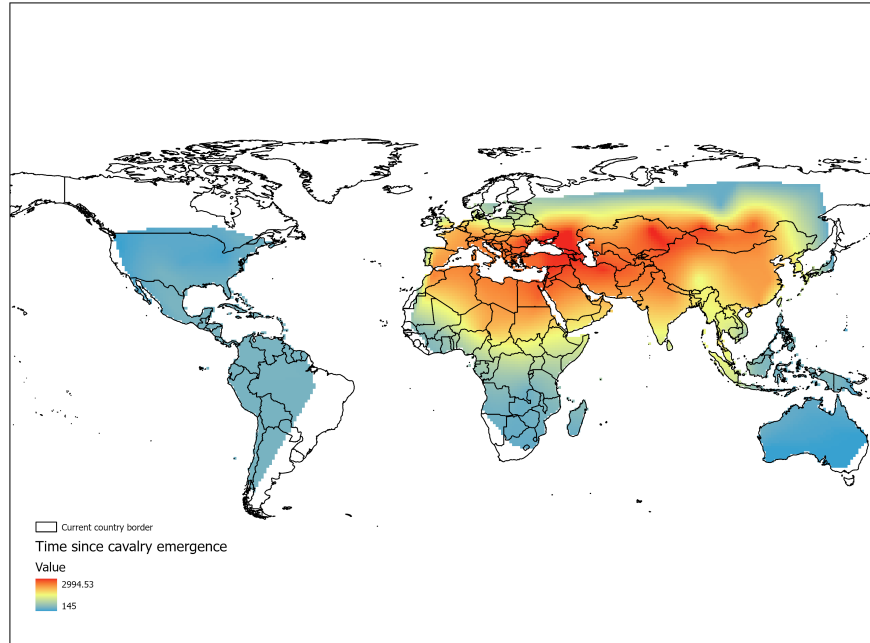 Current country border
Time since cavalry emergence
Value
2994.53
145